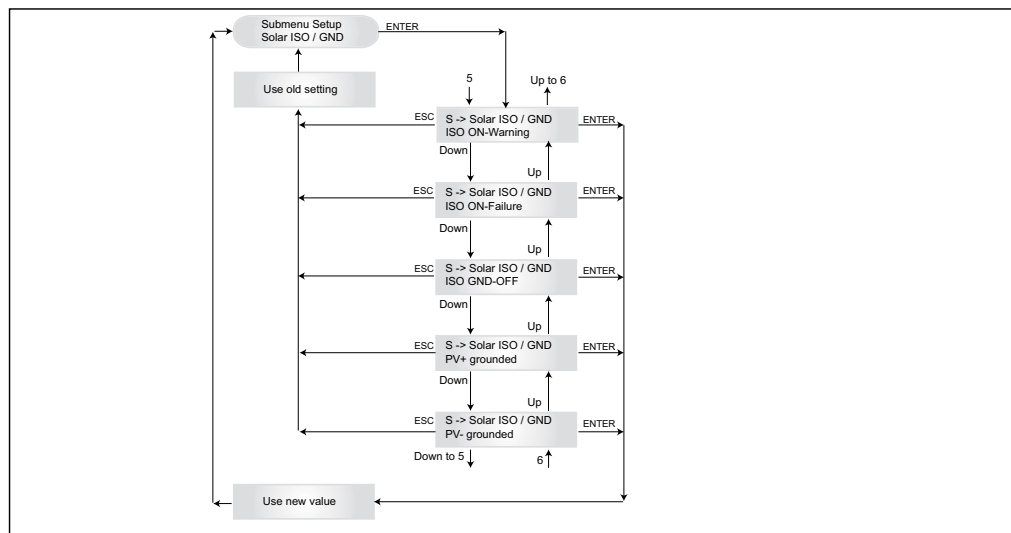 Submenu Setup
Solar ISO / GND
ENTER
Use old setting
5
Up to 6
ESC
S -> Solar ISO / GND
ISO ON-Warning
ENTER
Down
Up
ESC
S -> Solar ISO / GND
ISO ON-Failure
ENTER
Down
Up
ESC
S -> Solar ISO / GND
ISO GND-OFF
ENTER
Down
Up
ESC
S -> Solar ISO / GND
PV+ grounded
ENTER
Down
Up
ESC
S -> Solar ISO / GND
PV- grounded
ENTER
Down to 5
6
Use new value